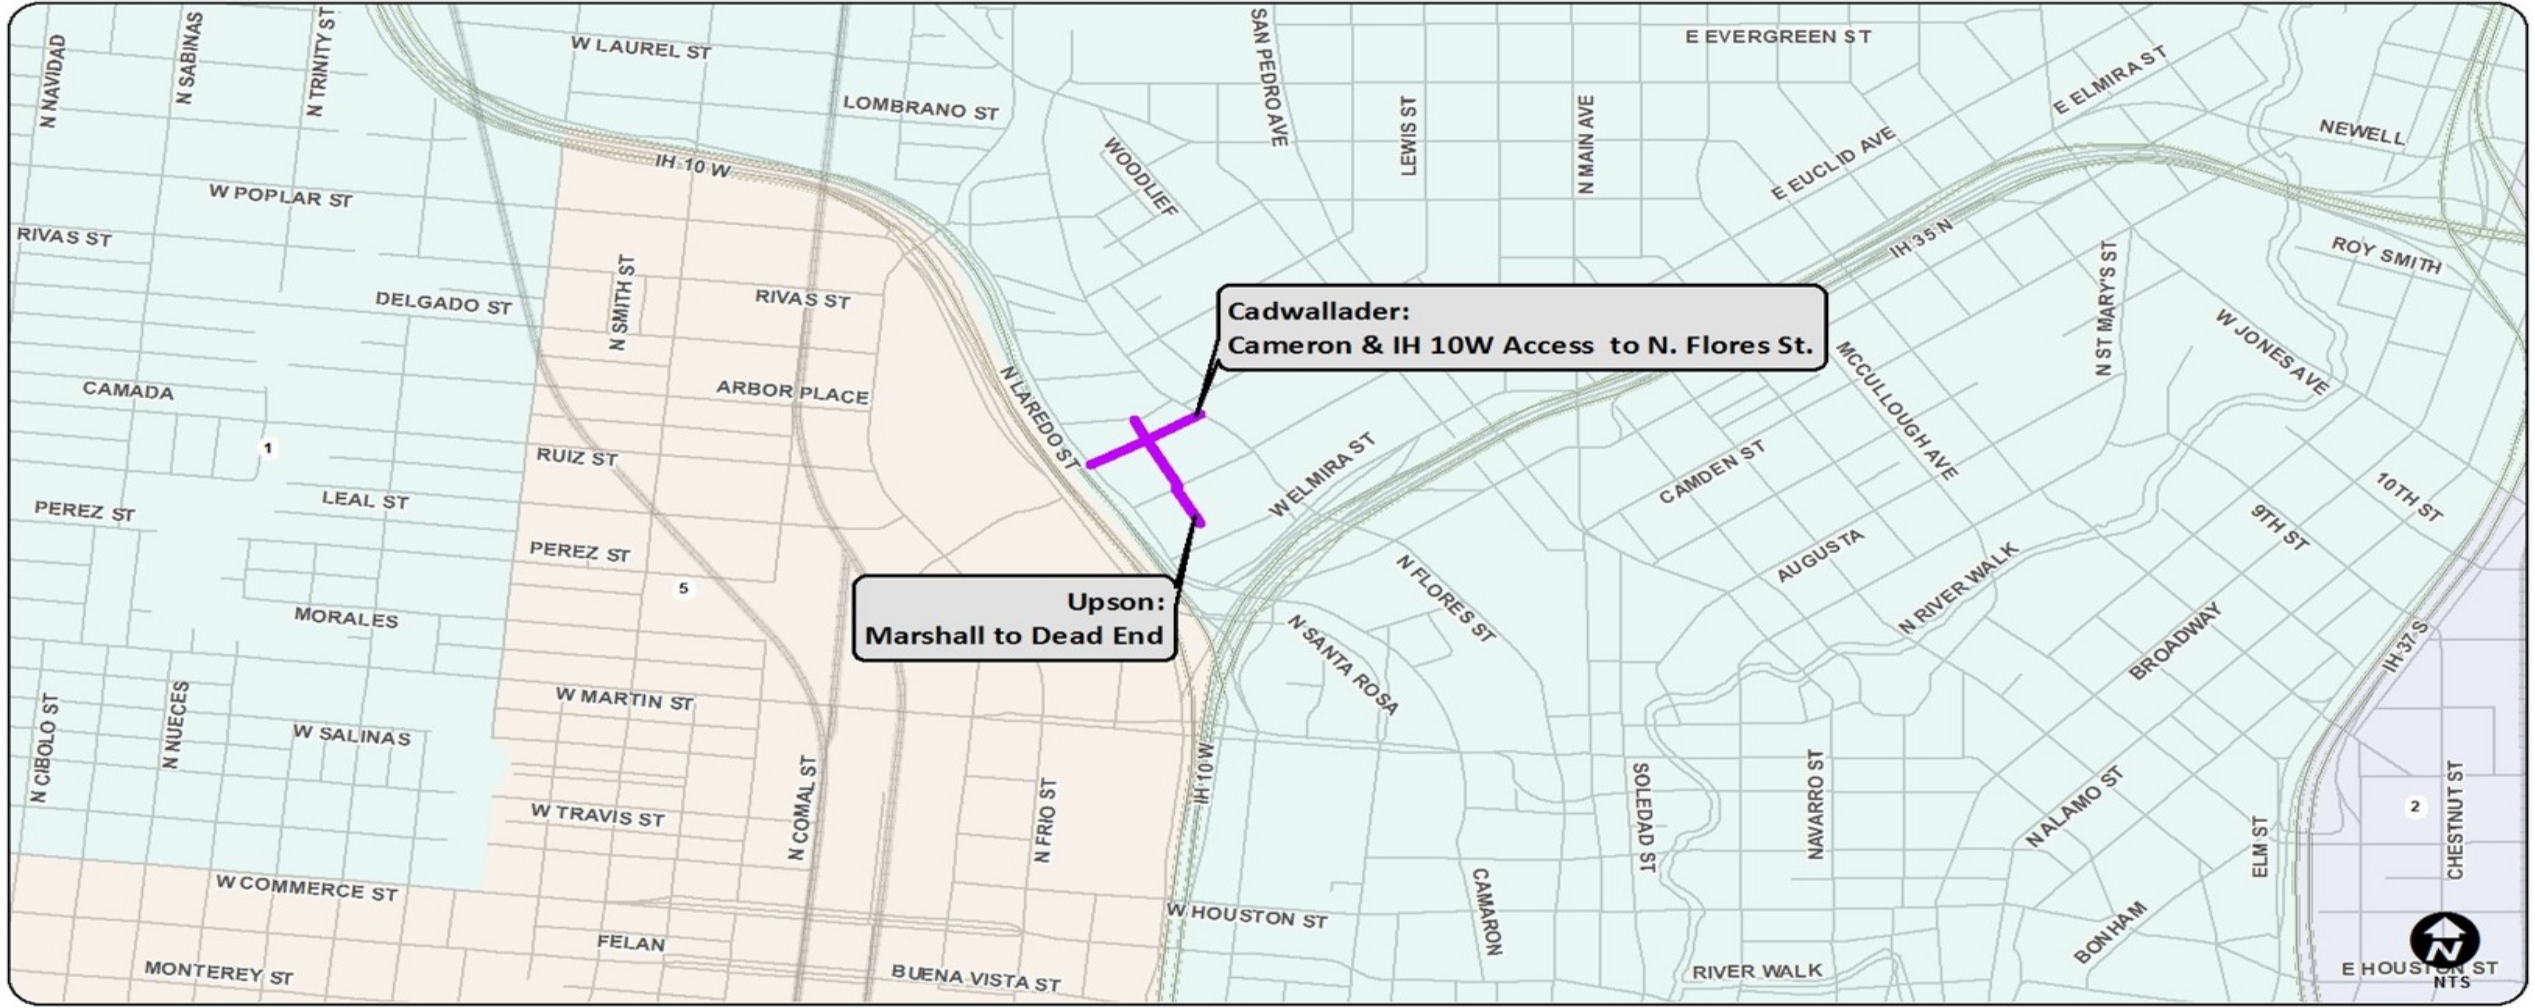 N NAVIDAD
N SABINAS
N TRINITY ST
W LAUREL ST
LOMBRANO ST
SAN PEDRO AVE
LEWIS ST
N MAIN AVE
E EVERGREEN ST
E ELMIRA ST
NEWELL
IH 10 W
WOODLIEF
E EUCLID AVE
W POPLAR ST
RIVAS ST
IH 35 N
ROY SMITH
DELGADO ST
N SMITH ST
RIVAS ST
N ST MARY'S ST
W JONES AVE
Cadwallader:
Cameron & IH 10W Access to N. Flores St.
CAMADA
ARBOR PLACE
N LAREDO ST
MCCULLOUGH AVE
1
RUIZ ST
W ELMIRA ST
CAMDEN ST
10TH ST
LEAL ST
PEREZ ST
9TH ST
PEREZ ST
AUGUSTA
5
N FLORES ST
N RIVER WALK
Upson:
Marshall to Dead End
MORALES
N SANTA ROSA
BROADWAY
IH 37 S
W MARTIN ST
N CIBOLO ST
N NUECES
W SALINAS
N COMAL ST
W TRAVIS ST
N FRIO ST
IH 10 W
SOLEDAD ST
NAVARRO ST
N ALAMO ST
ELM ST
2
CHESTNUT ST
W COMMERCE ST
W HOUSTON ST
CAMARON
BONHAM
FELAN
MONTEREY ST
BUENA VISTA ST
RIVER WALK
N
E HOUSTON ST
NTS